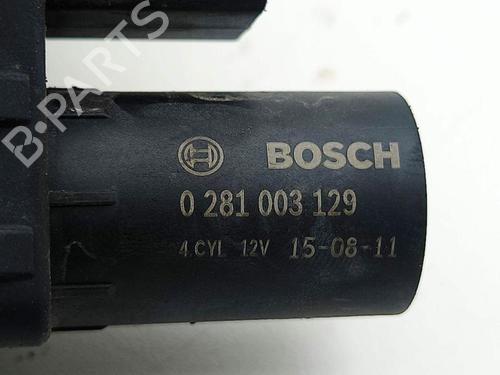 B-PARTS
BOSCH
0 281 003 129
4 CYL 12V 15-08-11